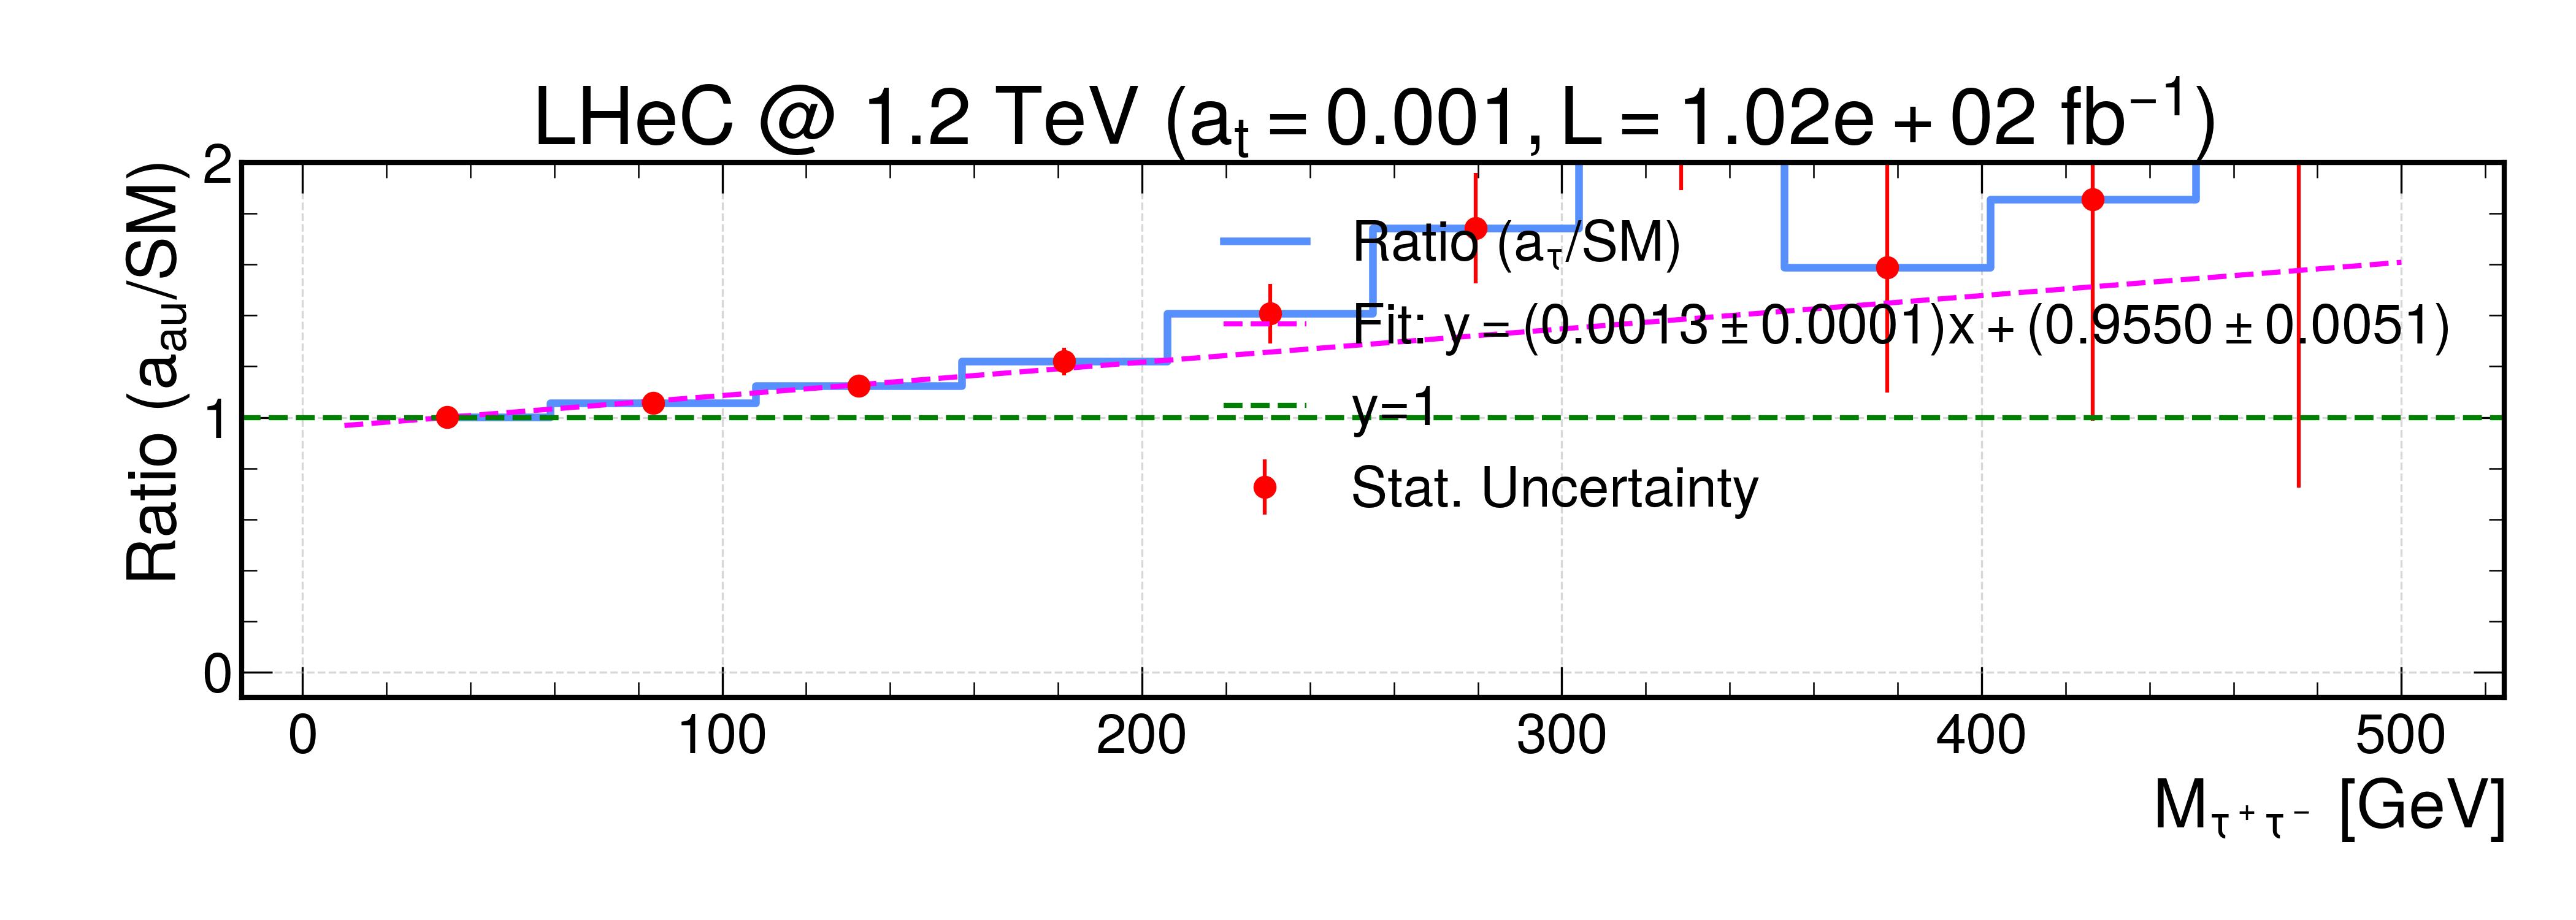 LHeC @ 1.2 TeV (aₜ = 0.001, L = 1.02e + 02 fb⁻¹)
Ratio (a_au/SM)
2
1
0
Ratio (a_τ/SM)
Fit: y = (0.0013 ± 0.0001)x + (0.9550 ± 0.0051)
y=1
Stat. Uncertainty
0 100 200 300 400 500
M_τ⁺τ⁻ [GeV]